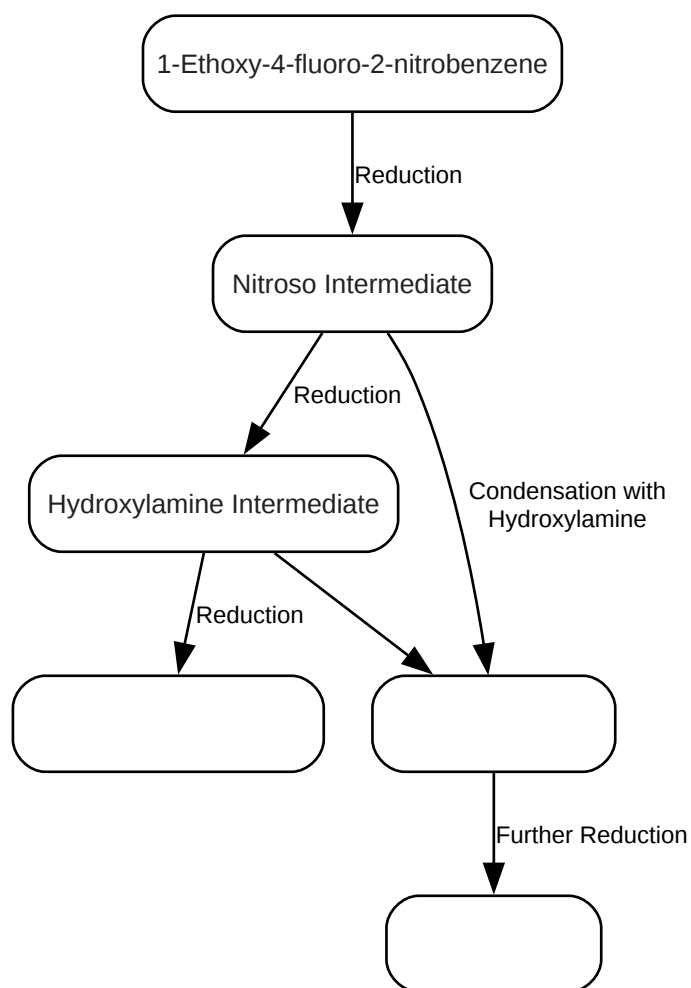 1-Ethoxy-4-fluoro-2-nitrobenzene
Reduction
Nitroso Intermediate
Reduction
Hydroxylamine Intermediate
Condensation with
Hydroxylamine
Reduction
Further Reduction